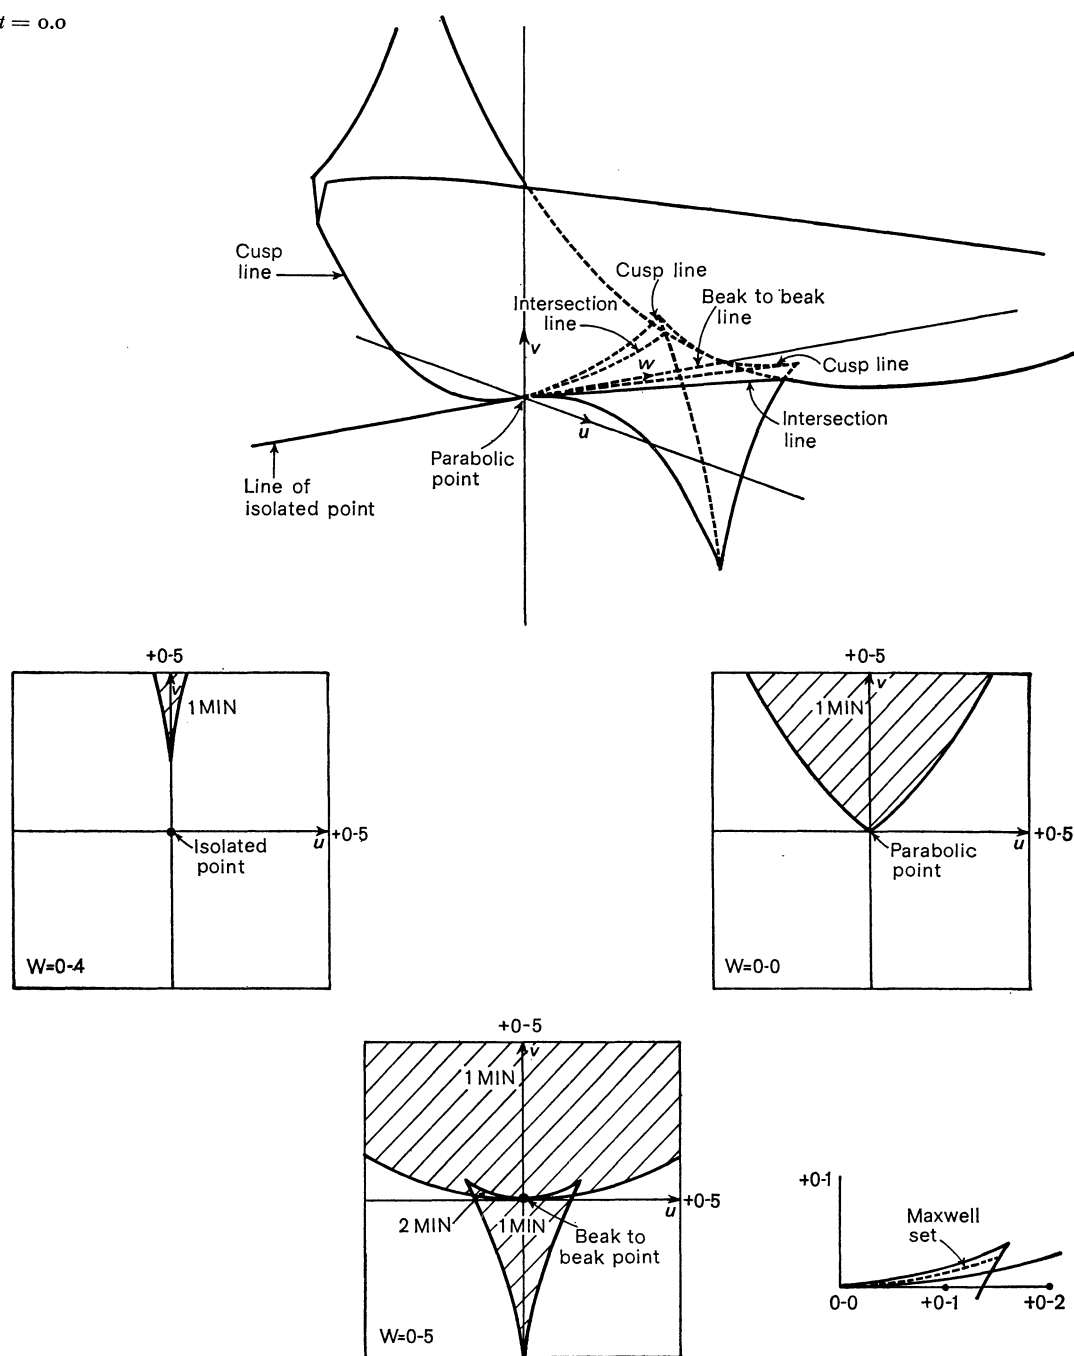 t = 0.0
Cusp
line
Cusp line
Intersection
line
Beak to beak
line
v
w
Cusp line
u
Intersection
line
Parabolic
point
Line of
isolated point
+0-5
v
1 MIN
u
+0-5
Isolated
point
W=0-4
+0-5
v
1 MIN
u
+0-5
Parabolic
point
W=0-0
+0-5
v
1 MIN
u
+0-5
2 MIN
1 MIN
Beak to
beak point
W=0-5
+0-1
Maxwell
set
0-0
+0-1
+0-2